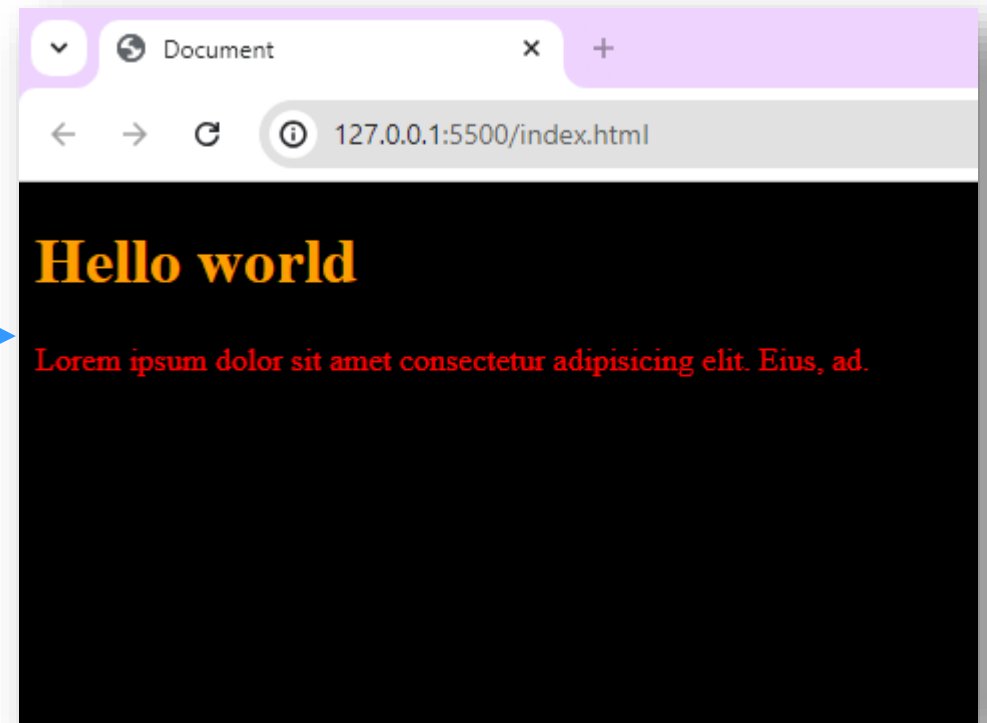 Document
127.0.0.1:5500/index.html
Hello world
Lorem ipsum dolor sit amet consectetur adipisicing elit. Eius, ad.